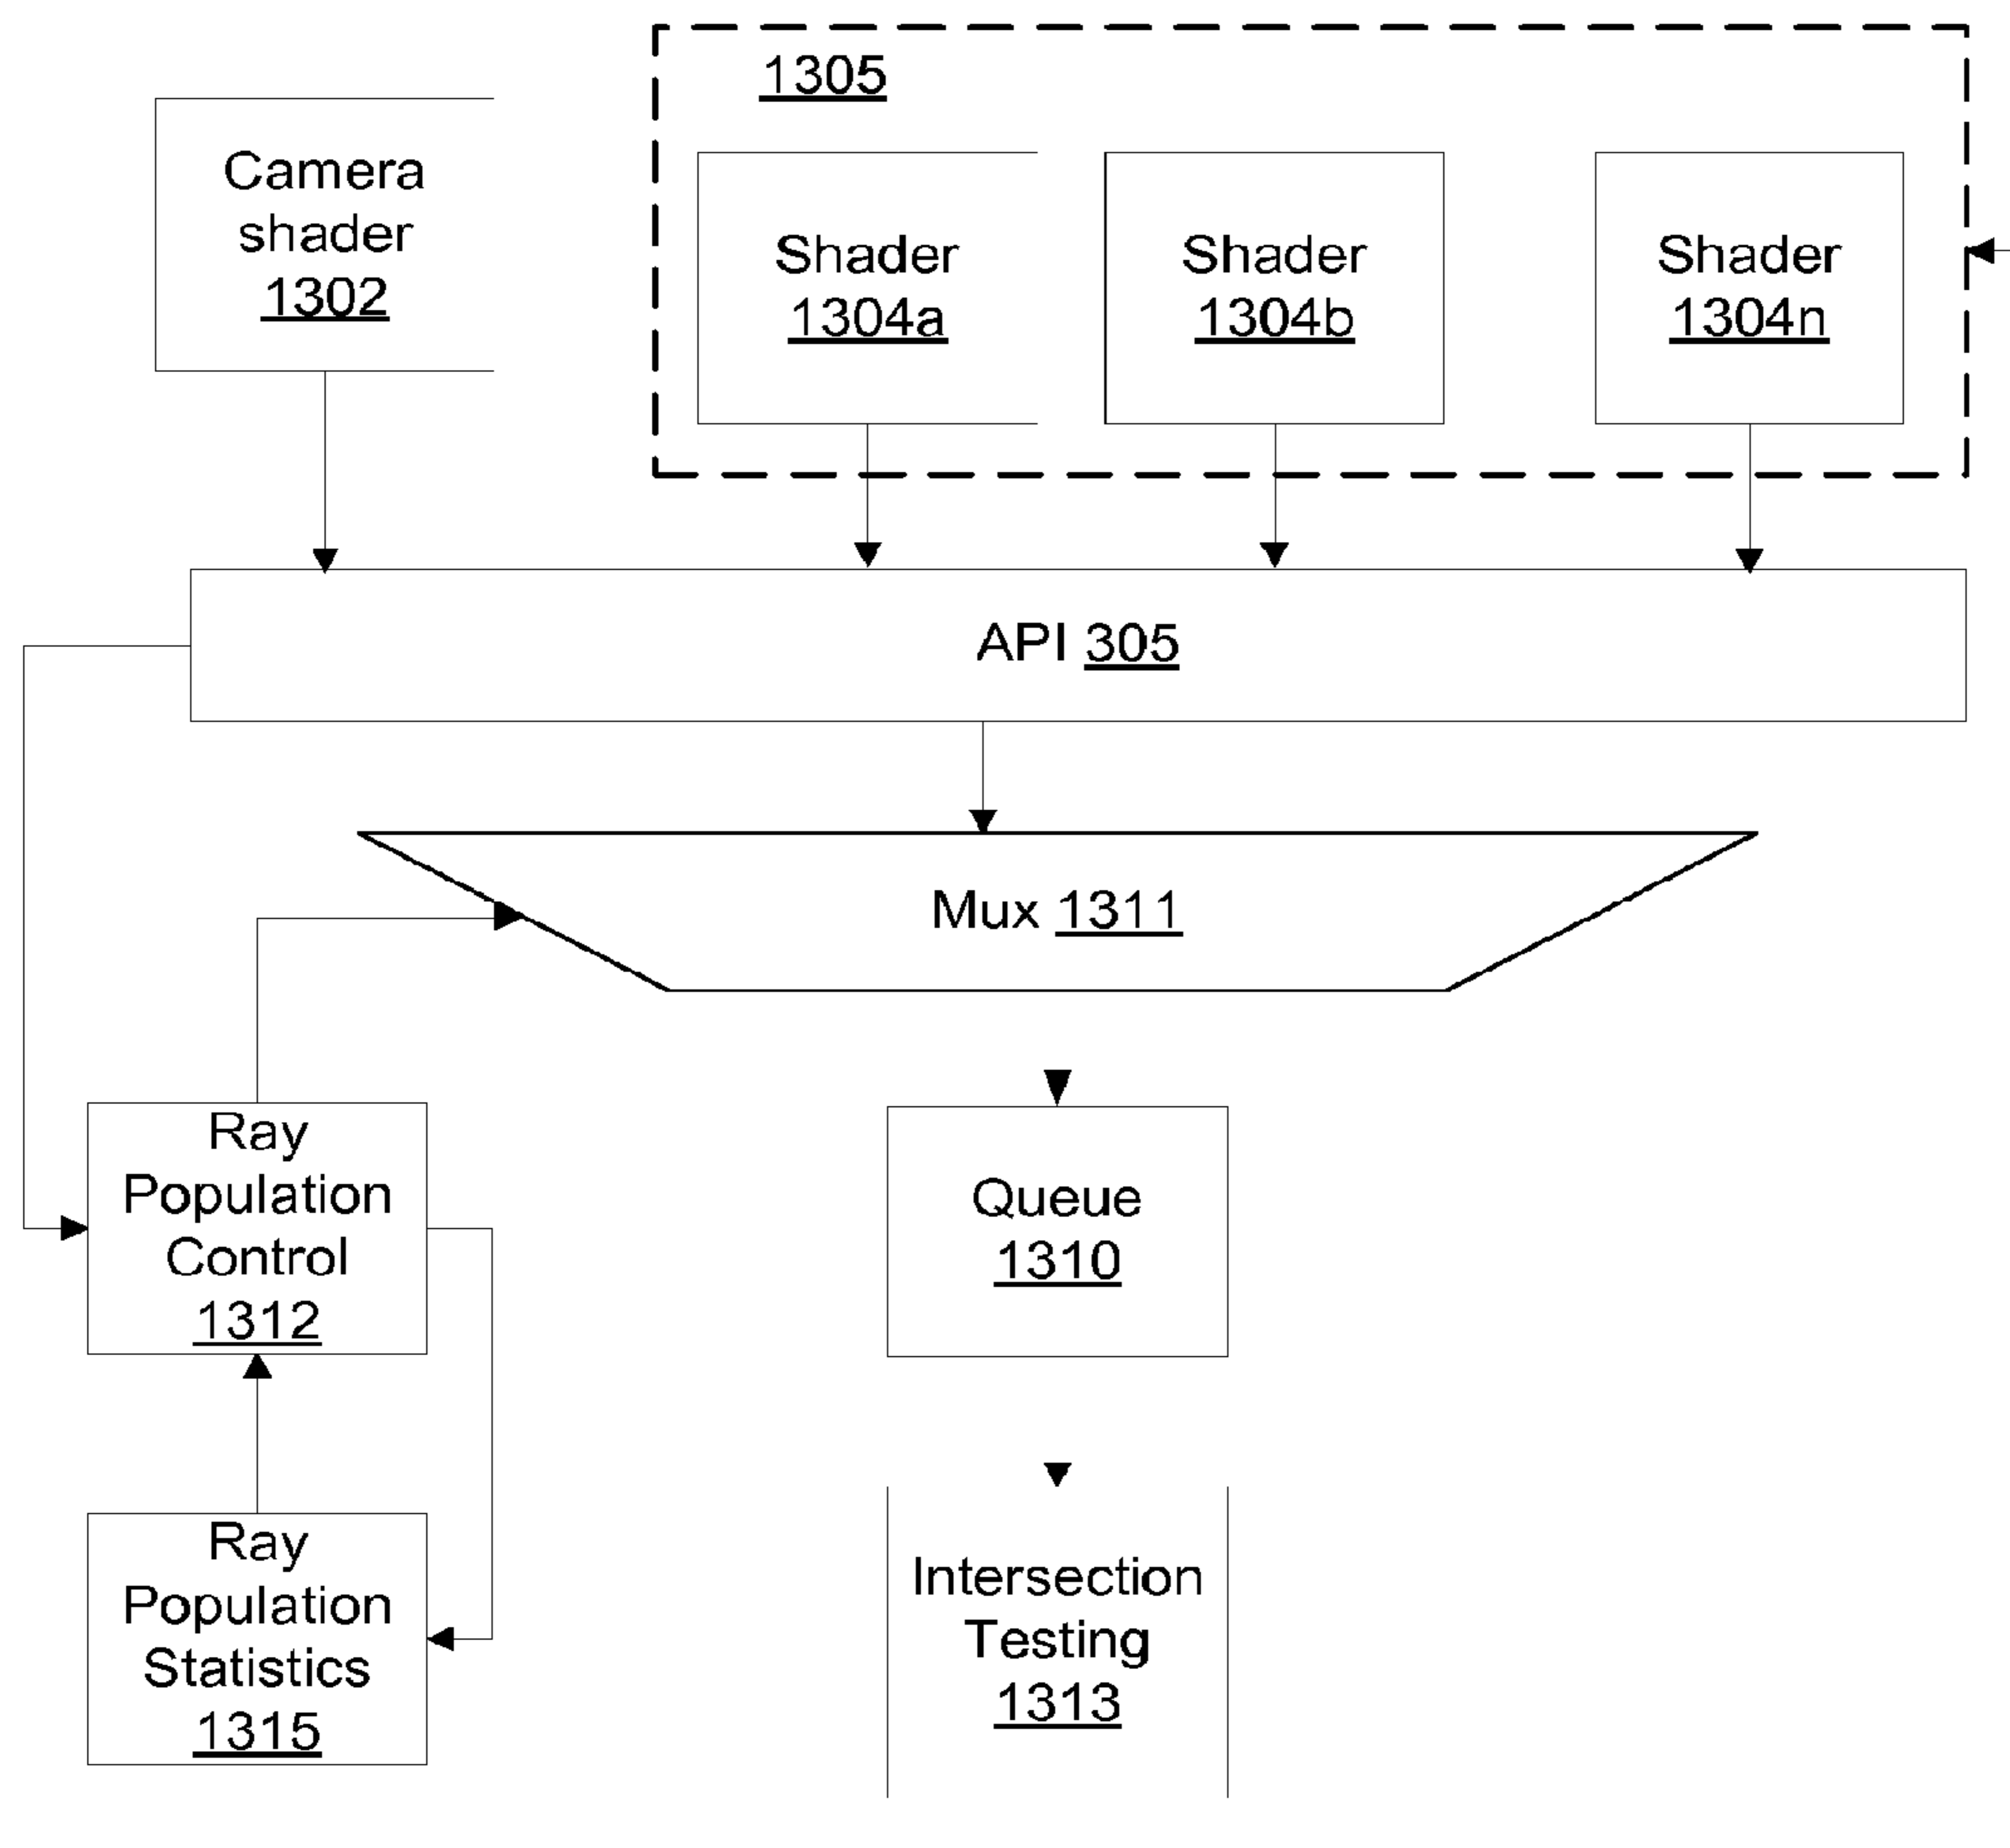 1305
Camera
shader
1302
Shader
1304a
Shader
1304b
Shader
1304n
API 305
Mux 1311
Ray
Population
Control
1312
Queue
1310
Ray
Population
Statistics
1315
Intersection
Testing
1313